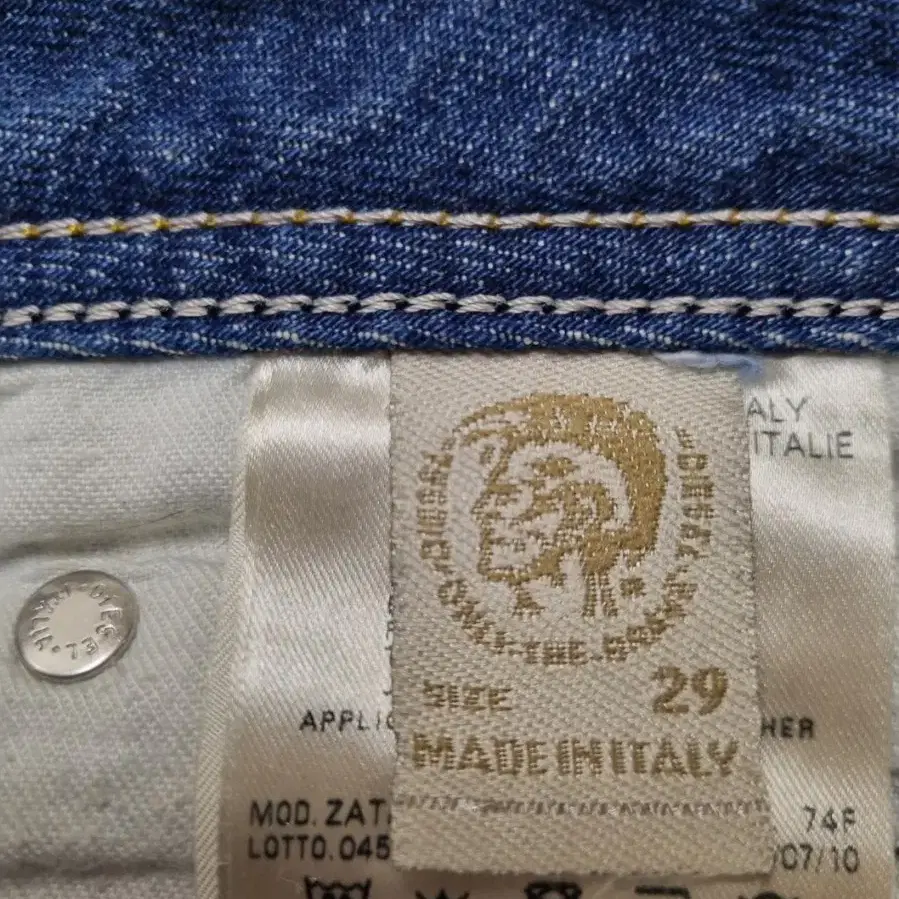 ALY
ITALIE
DIESEL
ONLY-THE-BRAVE
SIZE 29
APPLIC
HER
MADE IN ITALY
MOD. ZAT
74F
LOTTO.045
/07/10